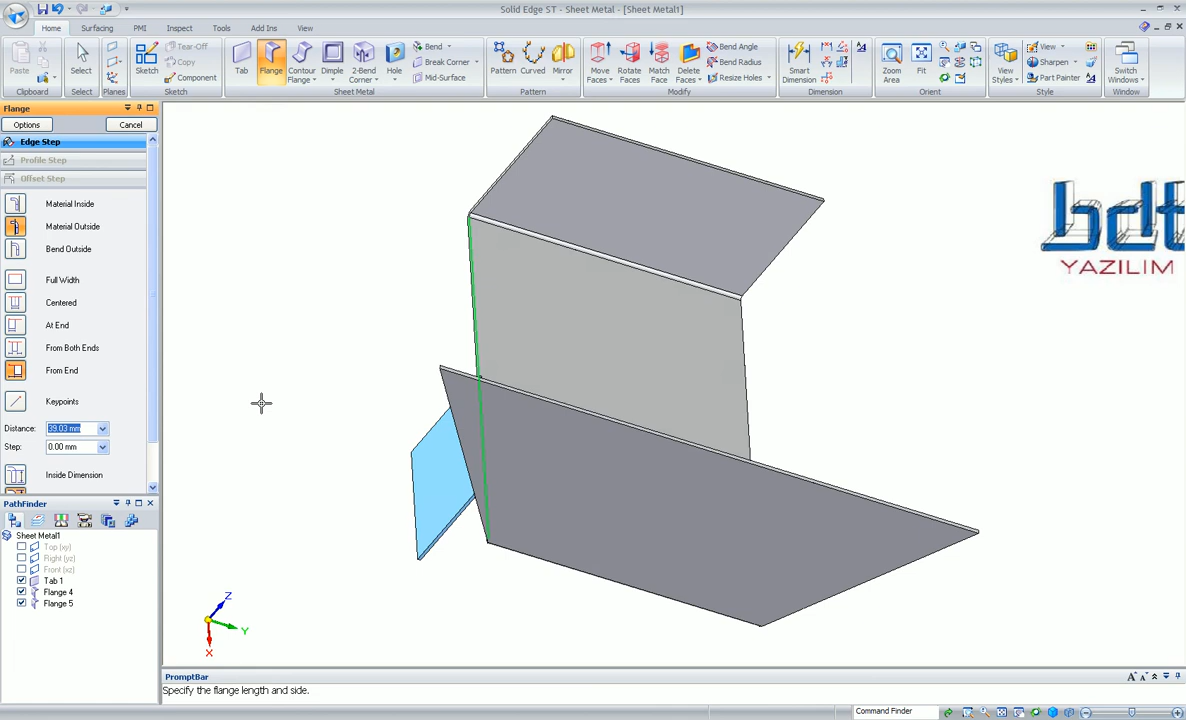 Solid Edge ST - Sheet Metal - [Sheet Metal1]
Home Surfacing PMI Inspect Tools Add Ins View
Paste
Clipboard
Select
Select
Planes
Sketch
Tear-Off
Copy
Component
Sketch
Tab
Flange
Contour Flange
Dimple
2-Bend Corner
Hole
Bend
Break Corner
Mid-Surface
Sheet Metal
Pattern
Curved
Mirror
Pattern
Move Faces
Rotate Faces
Match Face
Delete Faces
Bend Angle
Bend Radius
Resize Holes
Modify
Smart Dimension
Dimension
Zoom Area
Fit
Orient
View Styles
View
Sharpen
Part Painter
Style
Switch Windows
Window
Flange
Options Cancel
Edge Step
Profile Step
Offset Step
Material Inside
Material Outside
Bend Outside
Full Width
Centered
At End
From Both Ends
From End
Keypoints
Distance: 39.03 mm
Step: 0.00 mm
Inside Dimension
PathFinder
Sheet Metal1
Top (xy)
Right (yz)
Front (xz)
Tab 1
Flange 4
Flange 5
Z
Y
X
bdt
YAZILIM
PromptBar
Specify the flange length and side.
Command Finder